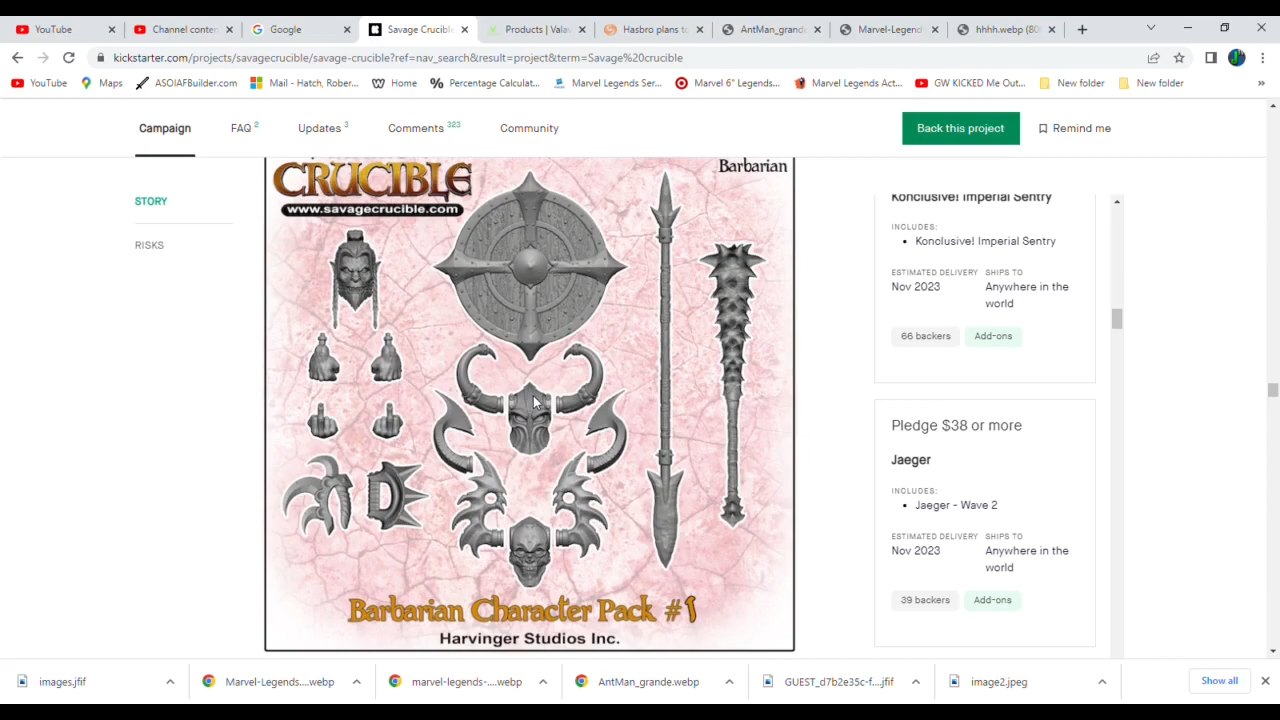 YouTube
Channel conten
Google
Savage Crucible
Products | Valav
Hasbro plans to
AntMan_grande
Marvel-Legend
hhhh.webp (80
kickstarter.com/projects/savagecrucible/savage-crucible?ref=nav_search&result=project&term=Savage%20crucible
YouTube
Maps
ASOIAFBuilder.com
Mail - Hatch, Rober...
Home
Percentage Calculat...
Marvel Legends Ser...
Marvel 6" Legends...
Marvel Legends Act...
GW KICKED Me Out...
New folder
New folder
Campaign
FAQ 2
Updates 3
Comments 323
Community
Back this project
Remind me
STORY
RISKS
CRUCIBLE
www.savagecrucible.com
Barbarian
Barbarian Character Pack #1
Harvinger Studios Inc.
Konclusive! Imperial Sentry
INCLUDES:
Konclusive! Imperial Sentry
ESTIMATED DELIVERY SHIPS TO
Nov 2023 Anywhere in the
world
66 backers Add-ons
Pledge $38 or more
Jaeger
INCLUDES:
Jaeger - Wave 2
ESTIMATED DELIVERY SHIPS TO
Nov 2023 Anywhere in the
world
39 backers Add-ons
images.jfif
Marvel-Legends....webp
marvel-legends-....webp
AntMan_grande.webp
GUEST_d7b2e35c-f....jfif
image2.jpeg
Show all